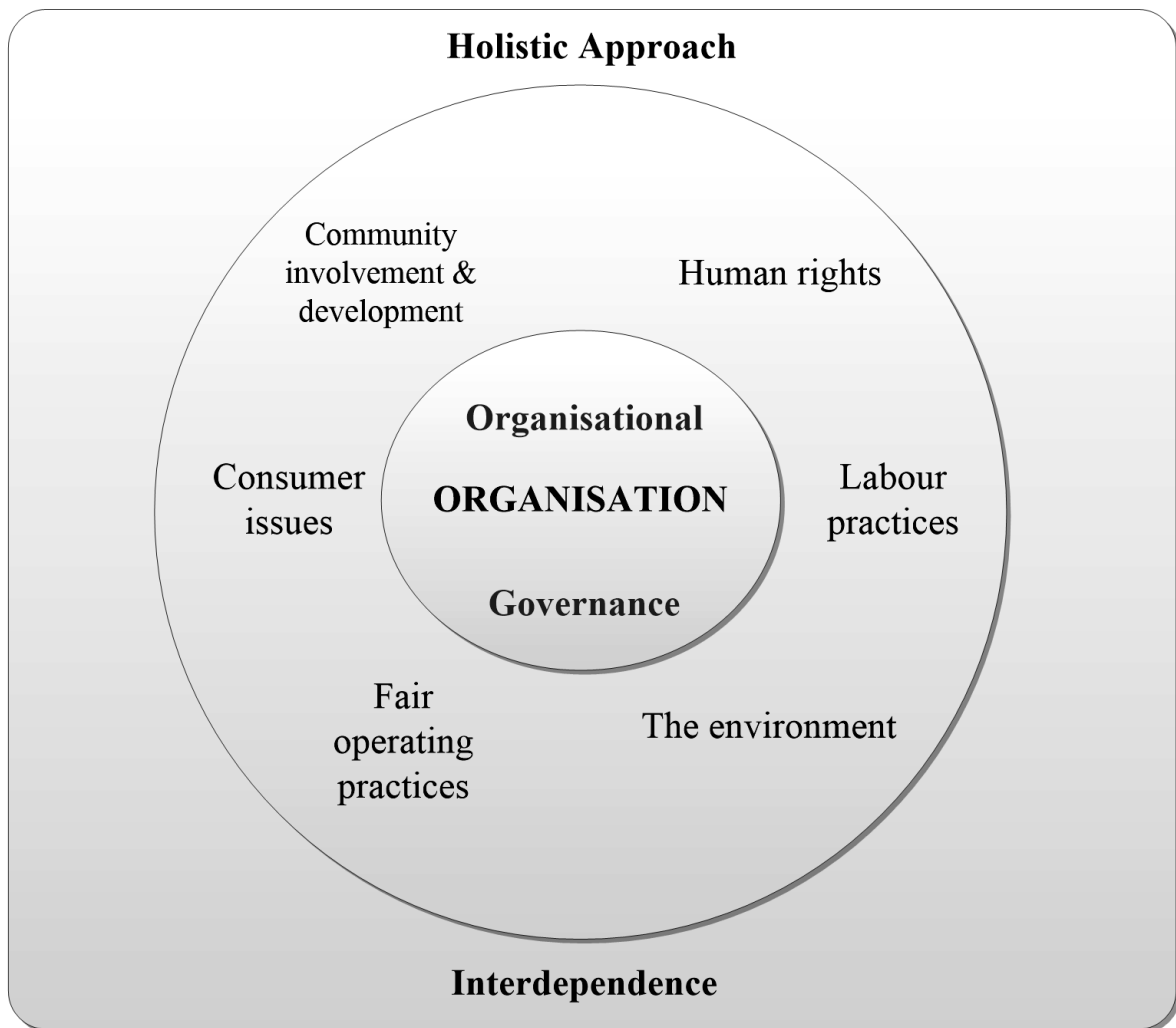 Holistic Approach
Community
involvement &
development
Human rights
Organisational
ORGANISATION
Governance
Consumer
issues
Labour
practices
Fair
operating
practices
The environment
Interdependence